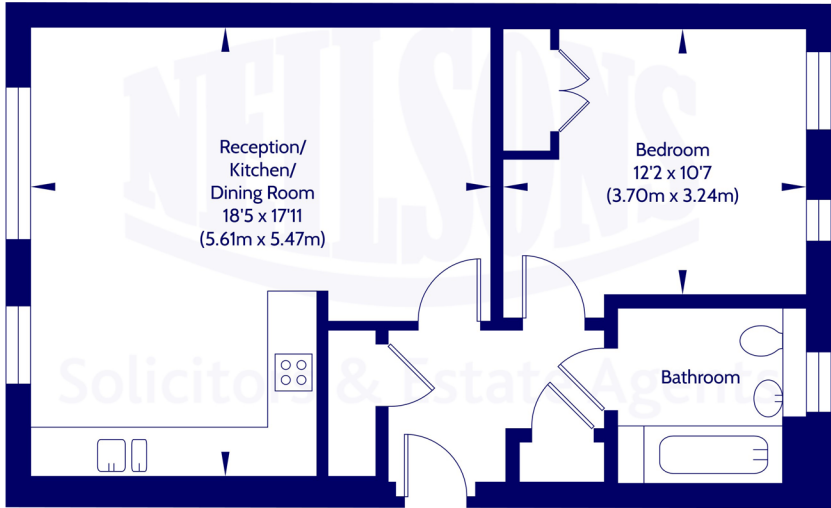 NEILSONS
Solicitors & Estate Agents
Reception/
Kitchen/
Dining Room
18'5 x 17'11
(5.61m x 5.47m)
Bedroom
12'2 x 10'7
(3.70m x 3.24m)
Bathroom